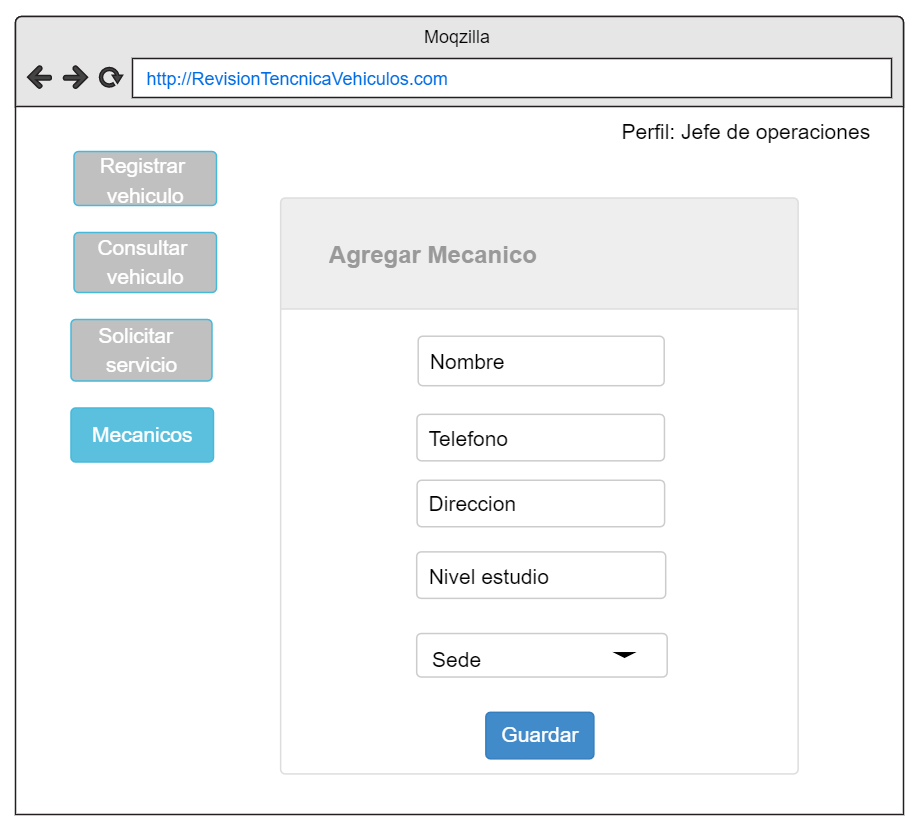 Moqzilla
http://RevisionTencnicaVehiculos.com
Perfil: Jefe de operaciones
Registrar
vehiculo
Consultar
vehiculo
Solicitar
servicio
Mecanicos
Agregar Mecanico
Nombre
Telefono
Direccion
Nivel estudio
Sede
Guardar